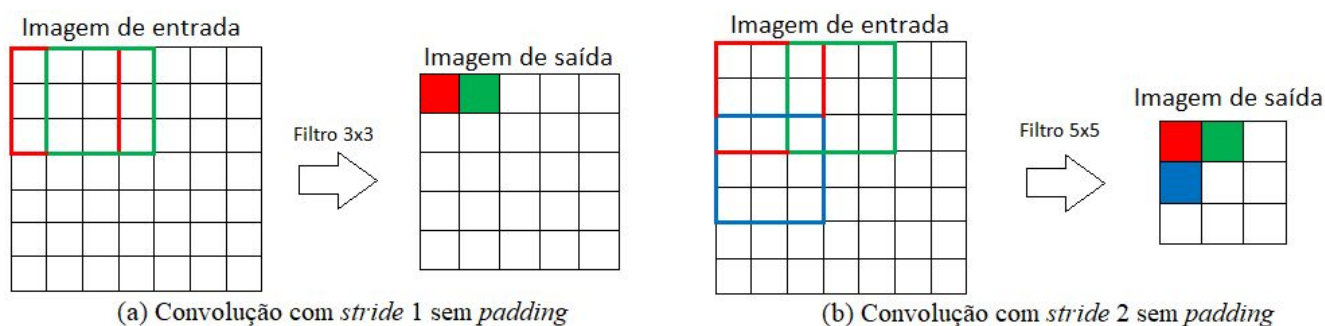 Imagem de entrada
Imagem de saída
Filtro 3x3
(a) Convolução com stride 1 sem padding
Imagem de entrada
Imagem de saída
Filtro 5x5
(b) Convolução com stride 2 sem padding